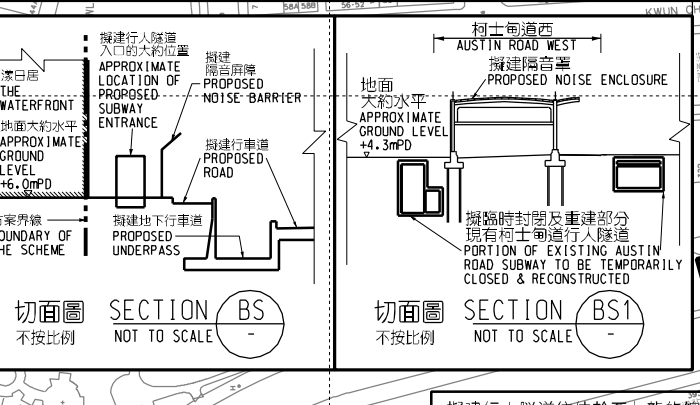 58A
58B
56-52
擬建行人隧道
入口的大約位置
APPROXIMATE
LOCATION OF
PROPOSED
SUBWAY
ENTRANCE
擬建
隔音屏障
PROPOSED
NOISE BARRIER
漾日居
THE
WATERFRONT
地面大約水平
APPROXIMATE
GROUND
LEVEL
+6.0mPD
擬建行車道
PROPOSED
ROAD
方案界線
OUNDARY OF
HE SCHEME
擬建地下行車道
PROPOSED
UNDERPASS
切面圖 SECTION BS
不按比例 NOT TO SCALE -
KWUN CH
柯士甸道西
AUSTIN ROAD WEST
擬建隔音罩
PROPOSED NOISE ENCLOSURE
地面
大約水平
APPROXIMATE
GROUND LEVEL
+4.3mPD
擬臨時封閉及重建部分
現有柯士甸道行人隧道
PORTION OF EXISTING AUSTIN
ROAD SUBWAY TO BE TEMPORARILY
CLOSED & RECONSTRUCTED
切面圖 SECTION BS1
不按比例 NOT TO SCALE -